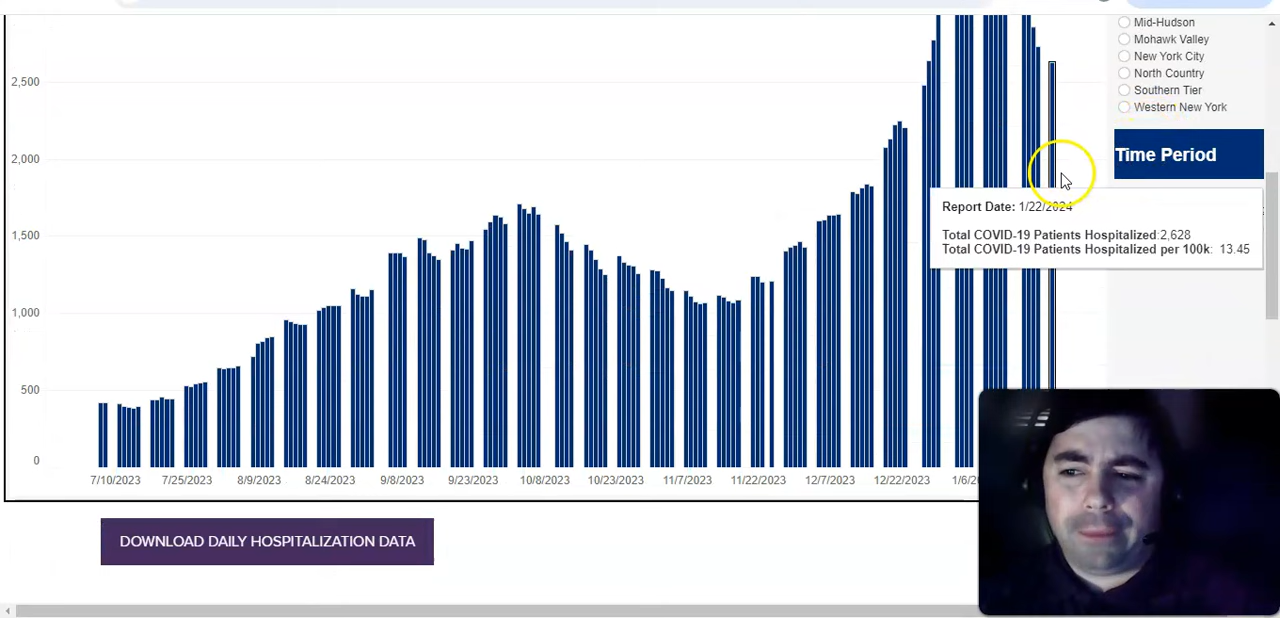 Mid-Hudson
Mohawk Valley
New York City
North Country
Southern Tier
Western New York
Time Period
2,500
2,000
1,500
1,000
500
0
Report Date: 1/22/2024
Total COVID-19 Patients Hospitalized:2,628
Total COVID-19 Patients Hospitalized per 100k: 13.45
7/10/2023 7/25/2023 8/9/2023 8/24/2023 9/8/2023 9/23/2023 10/8/2023 10/23/2023 11/7/2023 11/22/2023 12/7/2023 12/22/2023 1/6/20
DOWNLOAD DAILY HOSPITALIZATION DATA